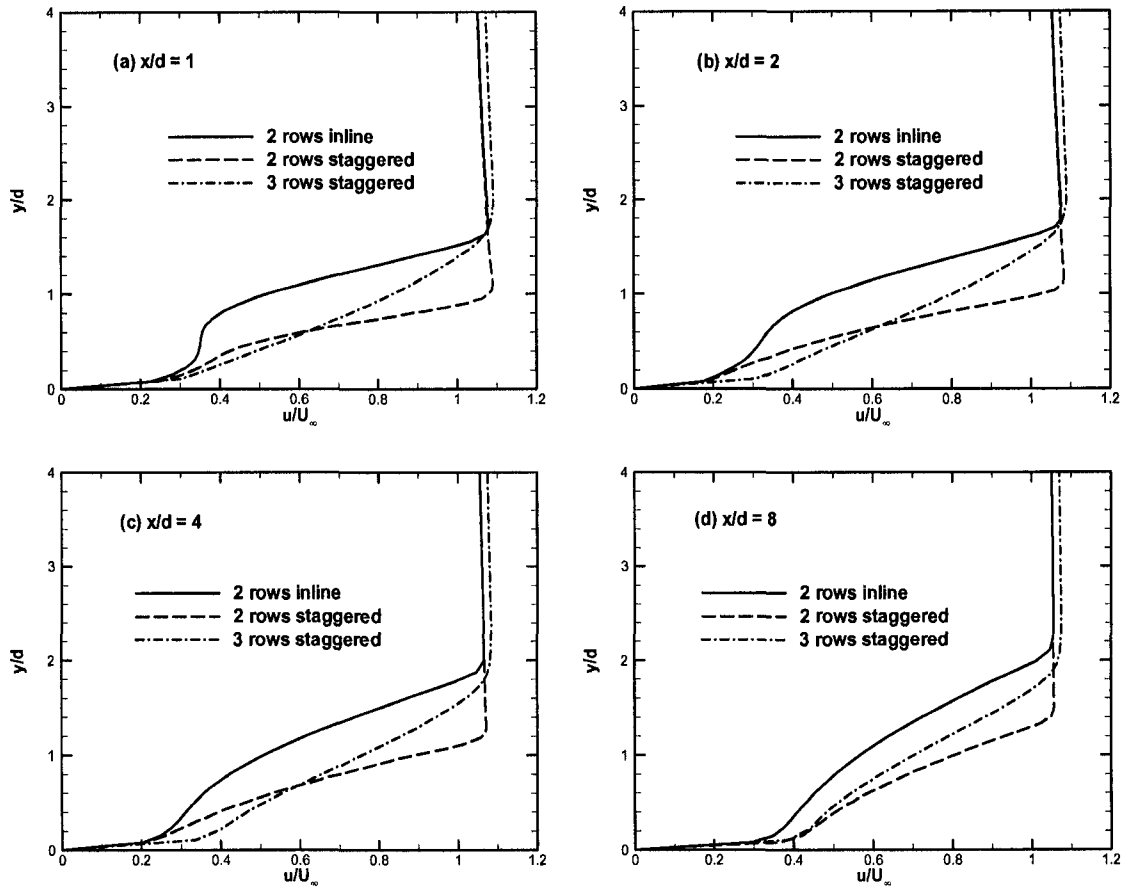 (a) x/d = 1
2 rows inline
2 rows staggered
3 rows staggered
y/d
4
3
2
1
0
0 0.2 0.4 0.6 0.8 1 1.2
u/U∞
(b) x/d = 2
2 rows inline
2 rows staggered
3 rows staggered
y/d
4
3
2
1
0
0 0.2 0.4 0.6 0.8 1 1.2
u/U∞
(c) x/d = 4
2 rows inline
2 rows staggered
3 rows staggered
y/d
4
3
2
1
0
0 0.2 0.4 0.6 0.8 1 1.2
u/U∞
(d) x/d = 8
2 rows inline
2 rows staggered
3 rows staggered
y/d
4
3
2
1
0
0 0.2 0.4 0.6 0.8 1 1.2
u/U∞